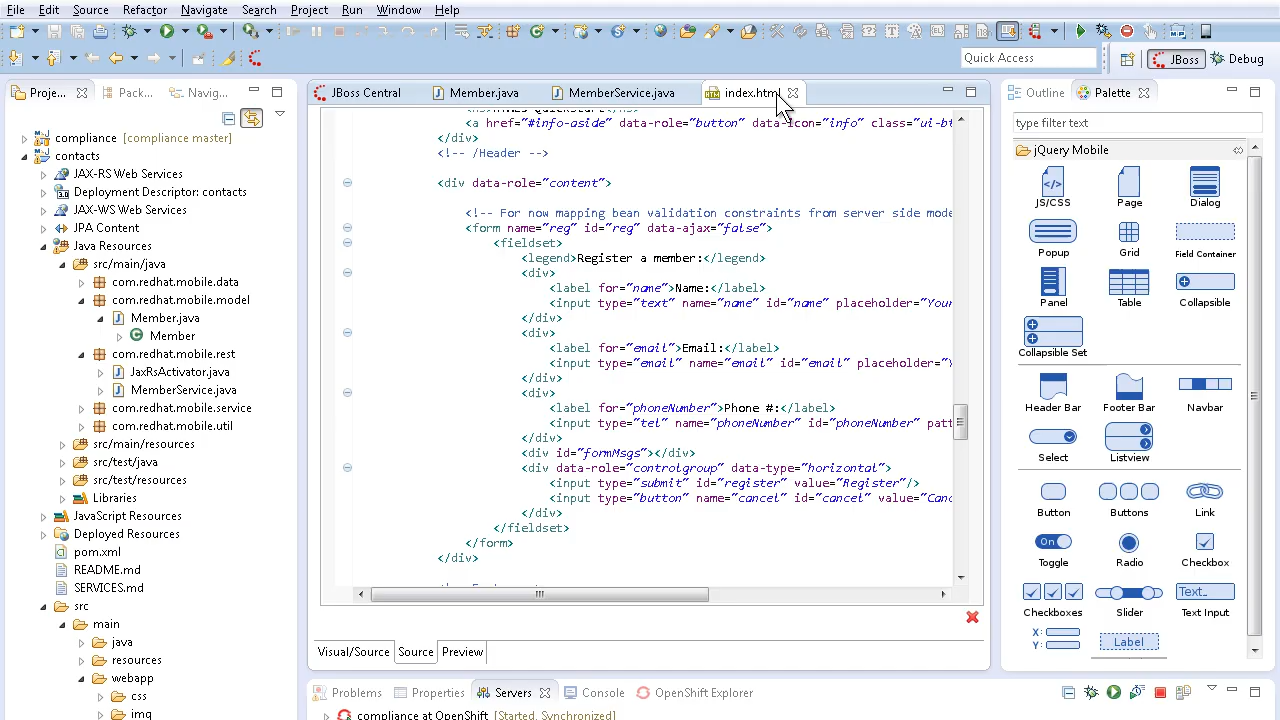 File Edit Source Refactor Navigate Search Project Run Window Help
Quick Access
JBoss
Debug
Proje...
Pack...
Navig...
compliance [compliance master]
contacts
JAX-RS Web Services
Deployment Descriptor: contacts
JAX-WS Web Services
JPA Content
Java Resources
src/main/java
com.redhat.mobile.data
com.redhat.mobile.model
Member.java
Member
com.redhat.mobile.rest
JaxRsActivator.java
MemberService.java
com.redhat.mobile.service
com.redhat.mobile.util
src/main/resources
src/test/java
src/test/resources
Libraries
JavaScript Resources
Deployed Resources
pom.xml
README.md
SERVICES.md
src
main
java
resources
webapp
css
img
JBoss Central
Member.java
MemberService.java
index.html
<a href="#info-aside" data-role="button" data-icon="info" class="ui-bt
</div>
<!-- /Header -->
<div data-role="content">
<!-- For now mapping bean validation constraints from server side mode
<form name="reg" id="reg" data-ajax="false">
<fieldset>
<legend>Register a member:</legend>
<div>
<label for="name">Name:</label>
<input type="text" name="name" id="name" placeholder="Your
</div>
<div>
<label for="email">Email:</label>
<input type="email" name="email" id="email" placeholder="Y
</div>
<div>
<label for="phoneNumber">Phone #:</label>
<input type="tel" name="phoneNumber" id="phoneNumber" patt
</div>
<div id="formMsgs"></div>
<div data-role="controlgroup" data-type="horizontal">
<input type="submit" id="register" value="Register"/>
<input type="button" name="cancel" id="cancel" value="Canc
</div>
</fieldset>
</form>
</div>
Visual/Source
Source
Preview
Problems
Properties
Servers
Console
OpenShift Explorer
compliance at OpenShift [Started, Synchronized]
Outline
Palette
type filter text
jQuery Mobile
JS/CSS
Page
Dialog
Popup
Grid
Field Container
Panel
Table
Collapsible
Collapsible Set
Header Bar
Footer Bar
Navbar
Select
Listview
Button
Buttons
Link
On
Toggle
Radio
Checkbox
Text_
Checkboxes
Slider
Text Input
X:
Y:
Label